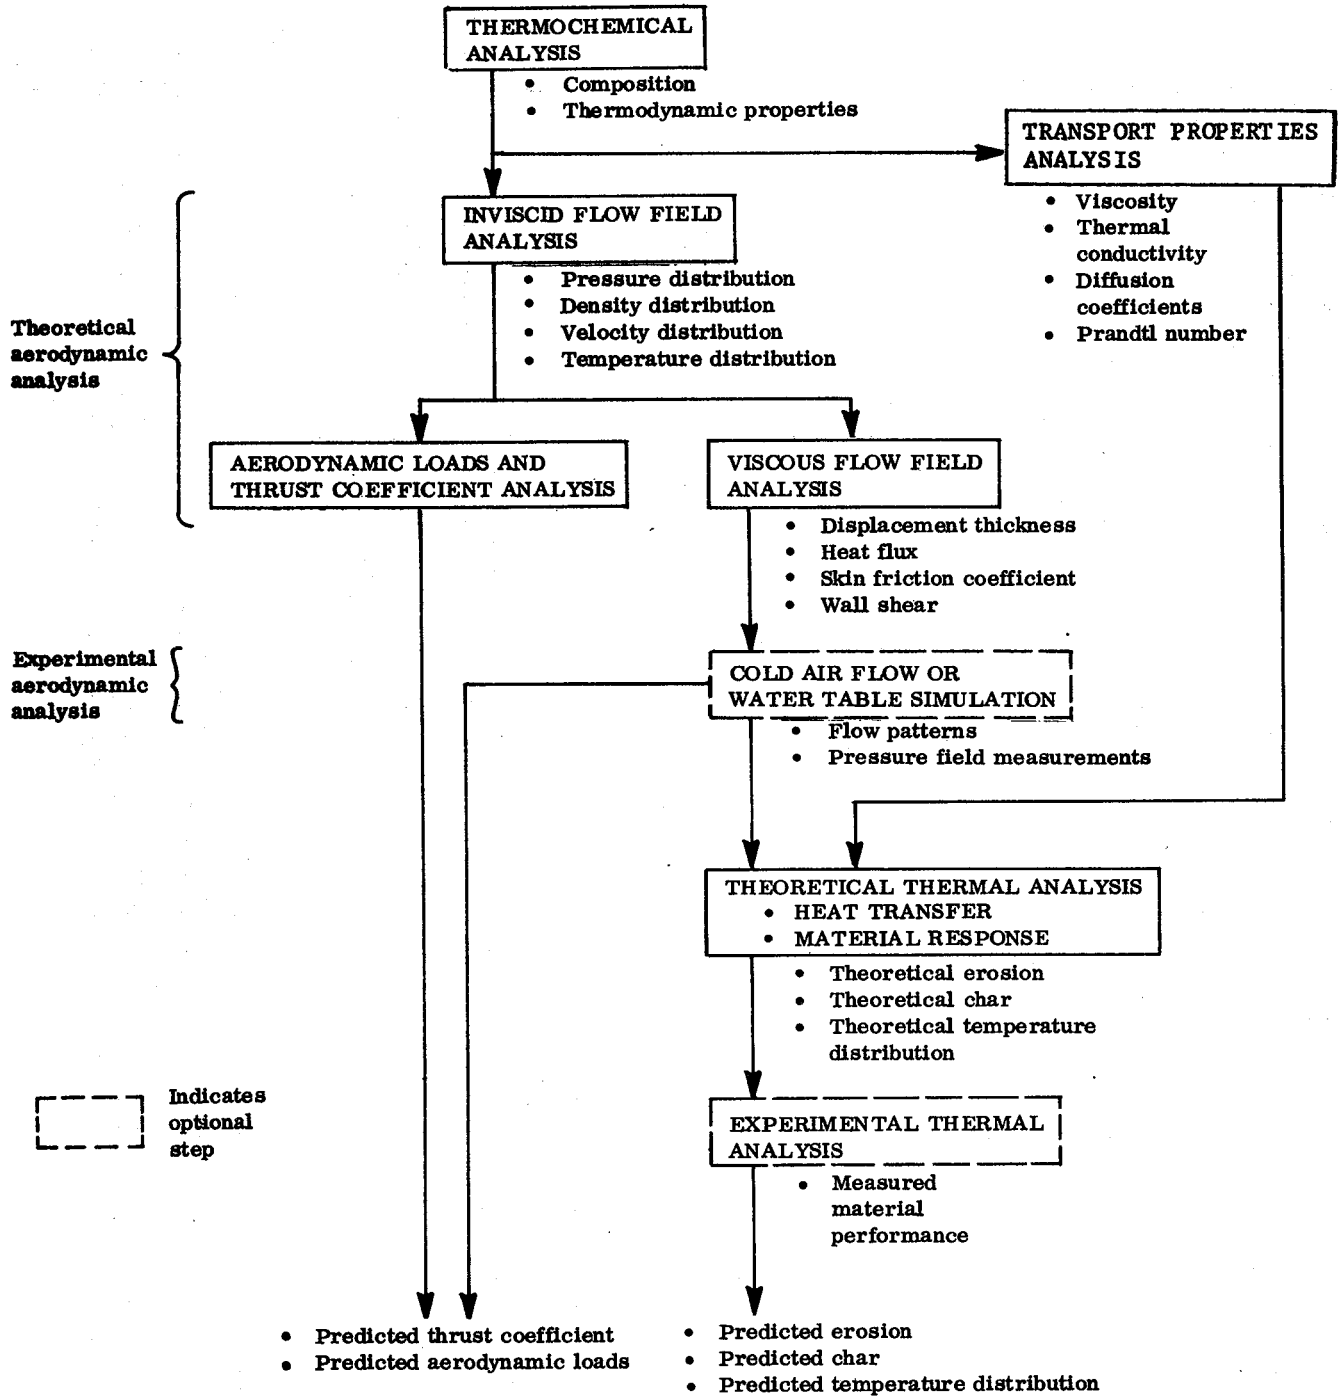 THERMOCHEMICAL
ANALYSIS
• Composition
• Thermodynamic properties
TRANSPORT PROPERTIES
ANALYSIS
• Viscosity
• Thermal
conductivity
• Diffusion
coefficients
• Prandtl number
INVISCID FLOW FIELD
ANALYSIS
• Pressure distribution
• Density distribution
• Velocity distribution
• Temperature distribution
Theoretical
aerodynamic
analysis
AERODYNAMIC LOADS AND
THRUST COEFFICIENT ANALYSIS
VISCOUS FLOW FIELD
ANALYSIS
• Displacement thickness
• Heat flux
• Skin friction coefficient
• Wall shear
Experimental
aerodynamic
analysis
COLD AIR FLOW OR
WATER TABLE SIMULATION
• Flow patterns
• Pressure field measurements
THEORETICAL THERMAL ANALYSIS
• HEAT TRANSFER
• MATERIAL RESPONSE
• Theoretical erosion
• Theoretical char
• Theoretical temperature
distribution
Indicates
optional
step
EXPERIMENTAL THERMAL
ANALYSIS
• Measured
material
performance
• Predicted thrust coefficient
• Predicted aerodynamic loads
• Predicted erosion
• Predicted char
• Predicted temperature distribution